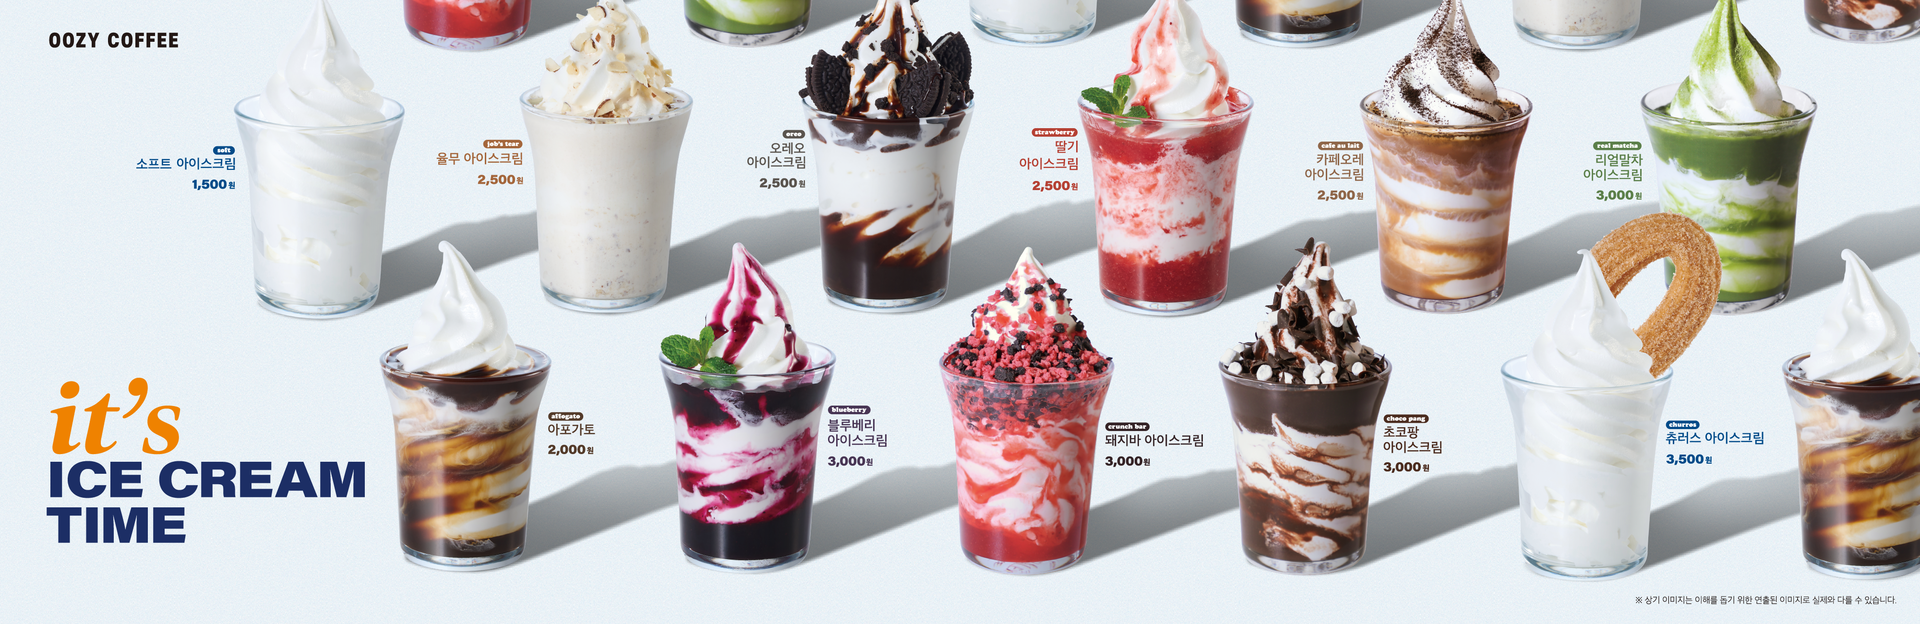 OOZY COFFEE
soft
소프트 아이스크림
1,500원
job's tear
율무 아이스크림
2,500원
oreo
오레오
아이스크림
2,500원
strawberry
딸기
아이스크림
2,500원
cafe au lait
카페오레
아이스크림
2,500원
real matcha
리얼말차
아이스크림
3,000원
it's
ICE CREAM
TIME
affogato
아포가토
2,000원
blueberry
블루베리
아이스크림
3,000원
crunch bar
돼지바 아이스크림
3,000원
choco pang
초코팡
아이스크림
3,000원
churros
츄러스 아이스크림
3,500원
※ 상기 이미지는 이해를 돕기 위한 연출된 이미지로 실제와 다를 수 있습니다.